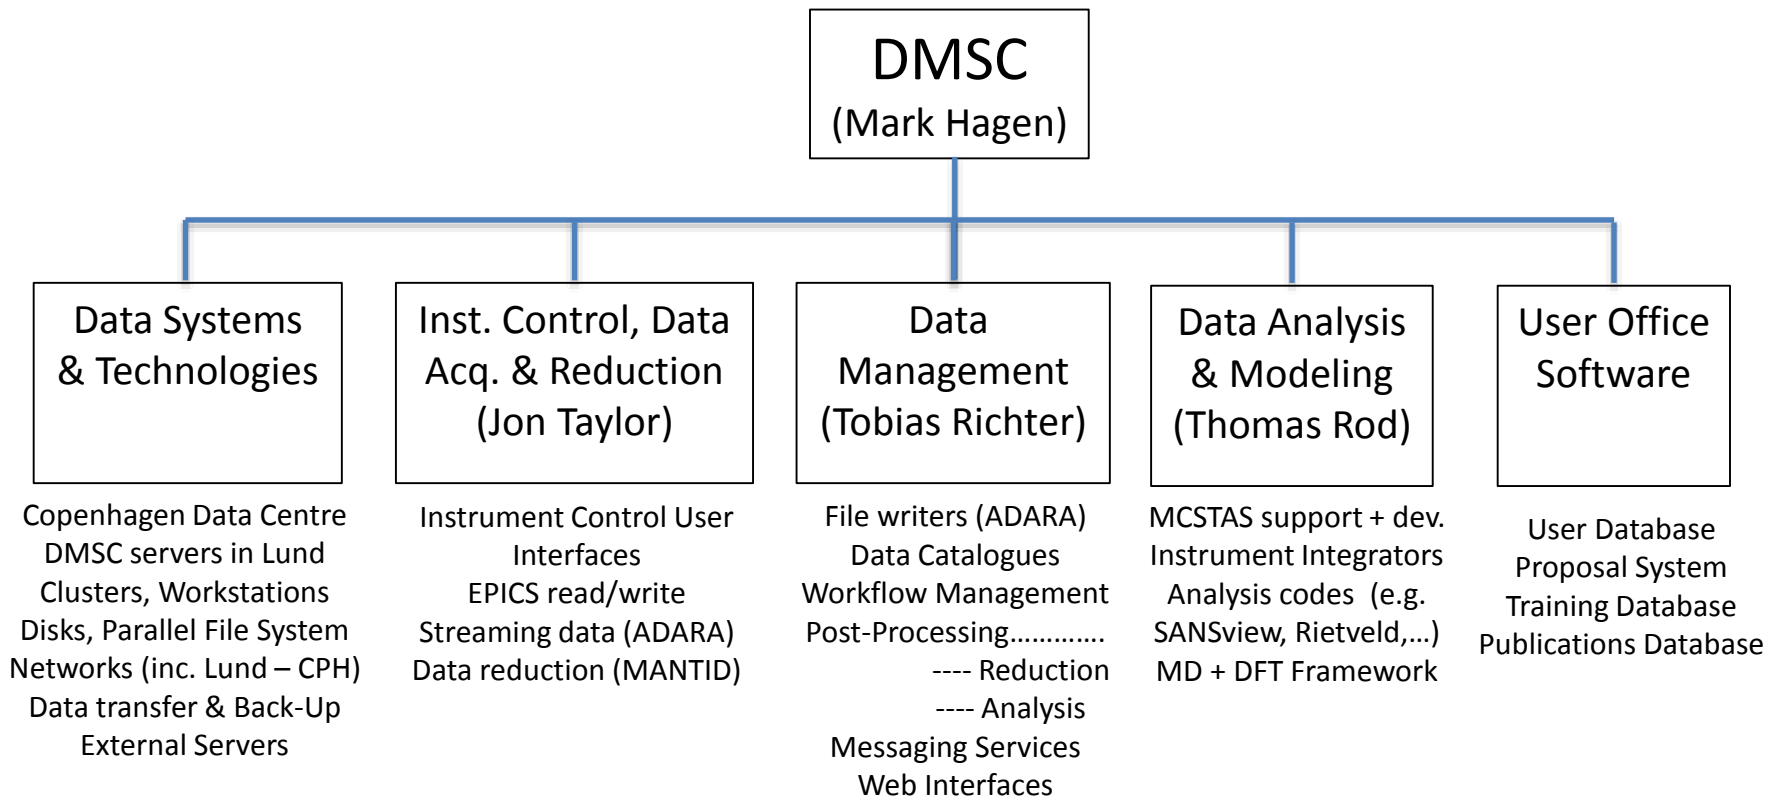 DMSC
(Mark Hagen)
Data Systems
& Technologies
Inst. Control, Data
Acq. & Reduction
(Jon Taylor)
Data
Management
(Tobias Richter)
Data Analysis
& Modeling
(Thomas Rod)
User Office
Software
Copenhagen Data Centre
DMSC servers in Lund
Clusters, Workstations
Disks, Parallel File System
Networks (inc. Lund – CPH)
Data transfer & Back-Up
External Servers
Instrument Control User
Interfaces
EPICS read/write
Streaming data (ADARA)
Data reduction (MANTID)
File writers (ADARA)
Data Catalogues
Workflow Management
Post-Processing………….
---- Reduction
---- Analysis
Messaging Services
Web Interfaces
MCSTAS support + dev.
Instrument Integrators
Analysis codes (e.g.
SANSview, Rietveld,…)
MD + DFT Framework
User Database
Proposal System
Training Database
Publications Database